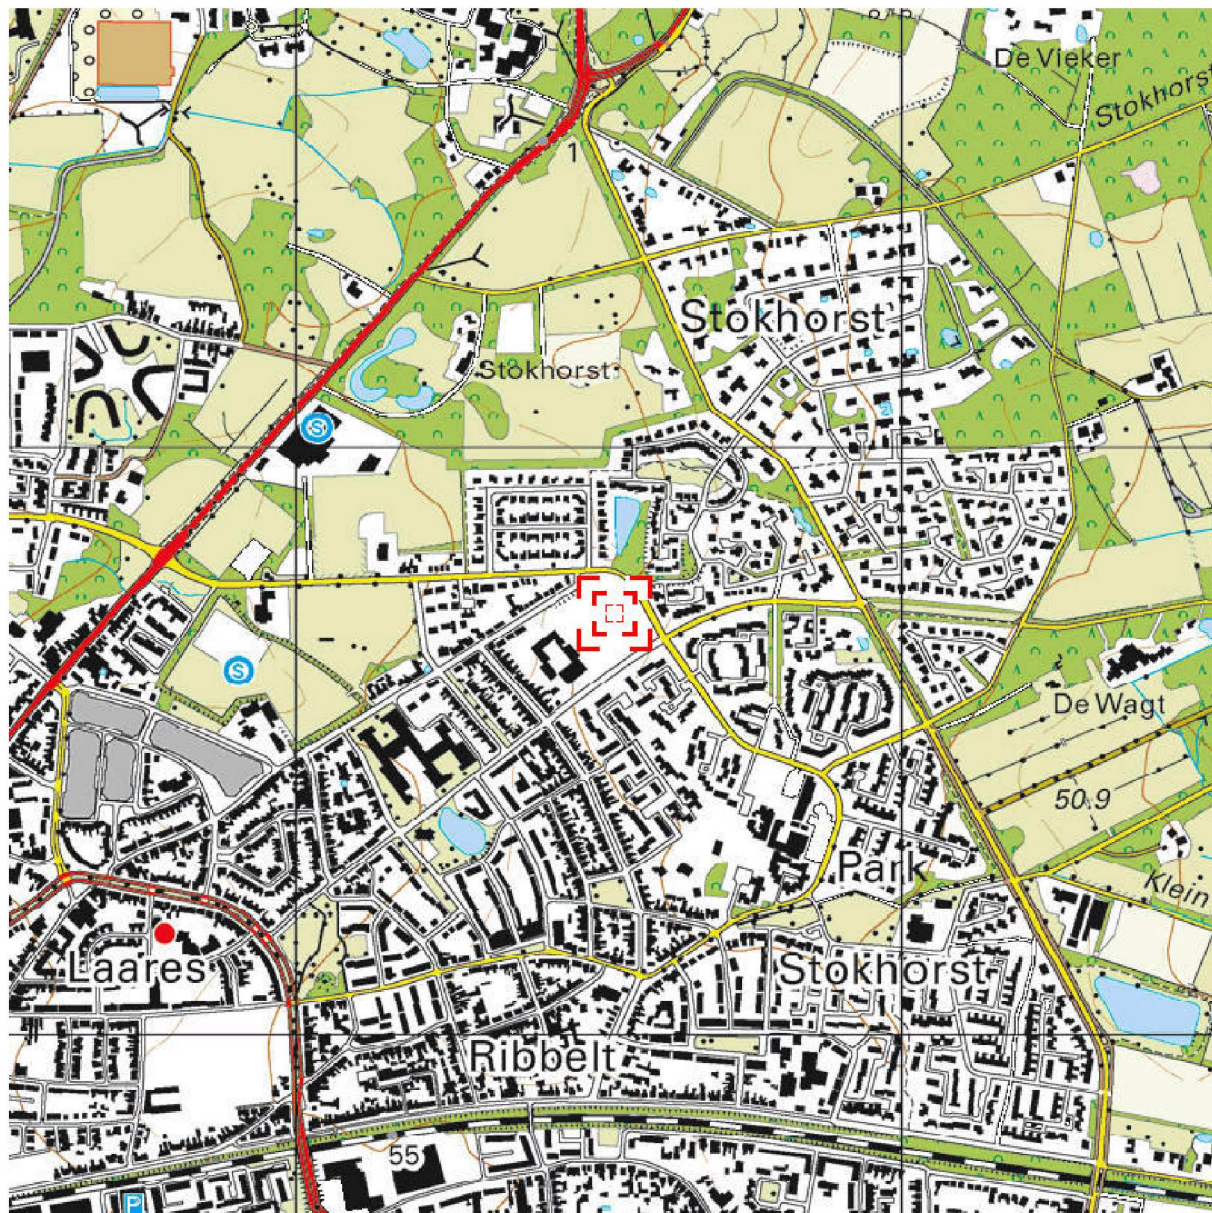 De Vieker
Stokhorst
1
S
Stokhorst
Stokhorst
S
De Wagt
50.9
Park
Klein
Laares
Stokhorst
Ribbelt
55
P